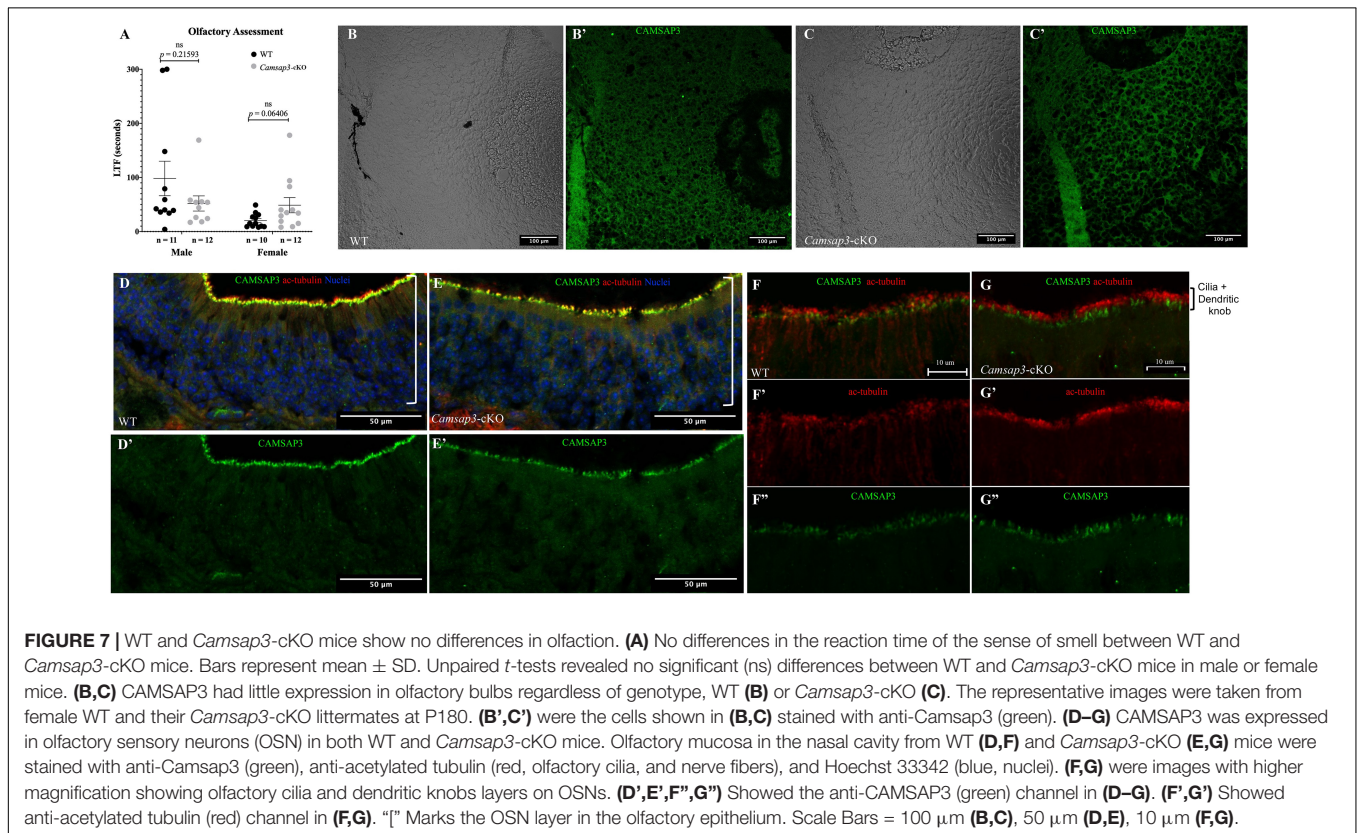 A
Olfactory Assessment
ns
p = 0.21593
WT
Camsap3-cKO
ns
p = 0.06406
300
200
100
0
LTF (seconds)
n = 11 n = 12 n = 10 n = 12
Male Female
B
WT
100 µm
B'
CAMSAP3
100 µm
C
Camsap3-cKO
100 µm
C'
CAMSAP3
100 µm
D
CAMSAP3 ac-tubulin Nuclei
WT
50 µm
E
CAMSAP3 ac-tubulin Nuclei
Camsap3-cKO
50 µm
D'
CAMSAP3
50 µm
E'
CAMSAP3
50 µm
F
CAMSAP3 ac-tubulin
WT
10 um
G
CAMSAP3 ac-tubulin
Camsap3-cKO
10 um
Cilia +
Dendritic
knob
F'
ac-tubulin
G'
ac-tubulin
F"
CAMSAP3
G"
CAMSAP3
FIGURE 7 | WT and Camsap3-cKO mice show no differences in olfaction. (A) No differences in the reaction time of the sense of smell between WT and
Camsap3-cKO mice. Bars represent mean ± SD. Unpaired t-tests revealed no significant (ns) differences between WT and Camsap3-cKO mice in male or female
mice. (B,C) CAMSAP3 had little expression in olfactory bulbs regardless of genotype, WT (B) or Camsap3-cKO (C). The representative images were taken from
female WT and their Camsap3-cKO littermates at P180. (B',C') were the cells shown in (B,C) stained with anti-Camsap3 (green). (D–G) CAMSAP3 was expressed
in olfactory sensory neurons (OSN) in both WT and Camsap3-cKO mice. Olfactory mucosa in the nasal cavity from WT (D,F) and Camsap3-cKO (E,G) mice were
stained with anti-Camsap3 (green), anti-acetylated tubulin (red, olfactory cilia, and nerve fibers), and Hoechst 33342 (blue, nuclei). (F,G) were images with higher
magnification showing olfactory cilia and dendritic knobs layers on OSNs. (D',E',F",G") Showed the anti-CAMSAP3 (green) channel in (D–G). (F',G') Showed
anti-acetylated tubulin (red) channel in (F,G). "[" Marks the OSN layer in the olfactory epithelium. Scale Bars = 100 μm (B,C), 50 μm (D,E), 10 μm (F,G).